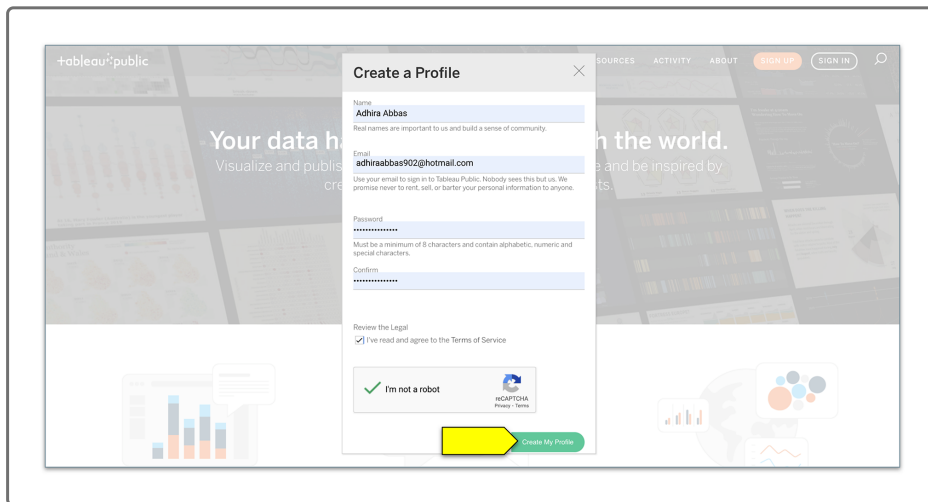 +ableau:public
SOURCES ACTIVITY ABOUT SIGN UP SIGN IN
Create a Profile
Name
Adhira Abbas
Real names are important to us and build a sense of community.
Email
adhiraabbas902@hotmail.com
Use your email to sign in to Tableau Public. Nobody sees this but us. We
promise never to rent, sell, or barter your personal information to anyone.
Password
•••••••••••••••
Must be a minimum of 8 characters and contain alphabetic, numeric and
special characters.
Confirm
•••••••••••••••
Review the Legal
I've read and agree to the Terms of Service
I'm not a robot
reCAPTCHA
Privacy - Terms
Create My Profile
Your data h
h the world.
Visualize and publis
e and be inspired by
cre
sts.